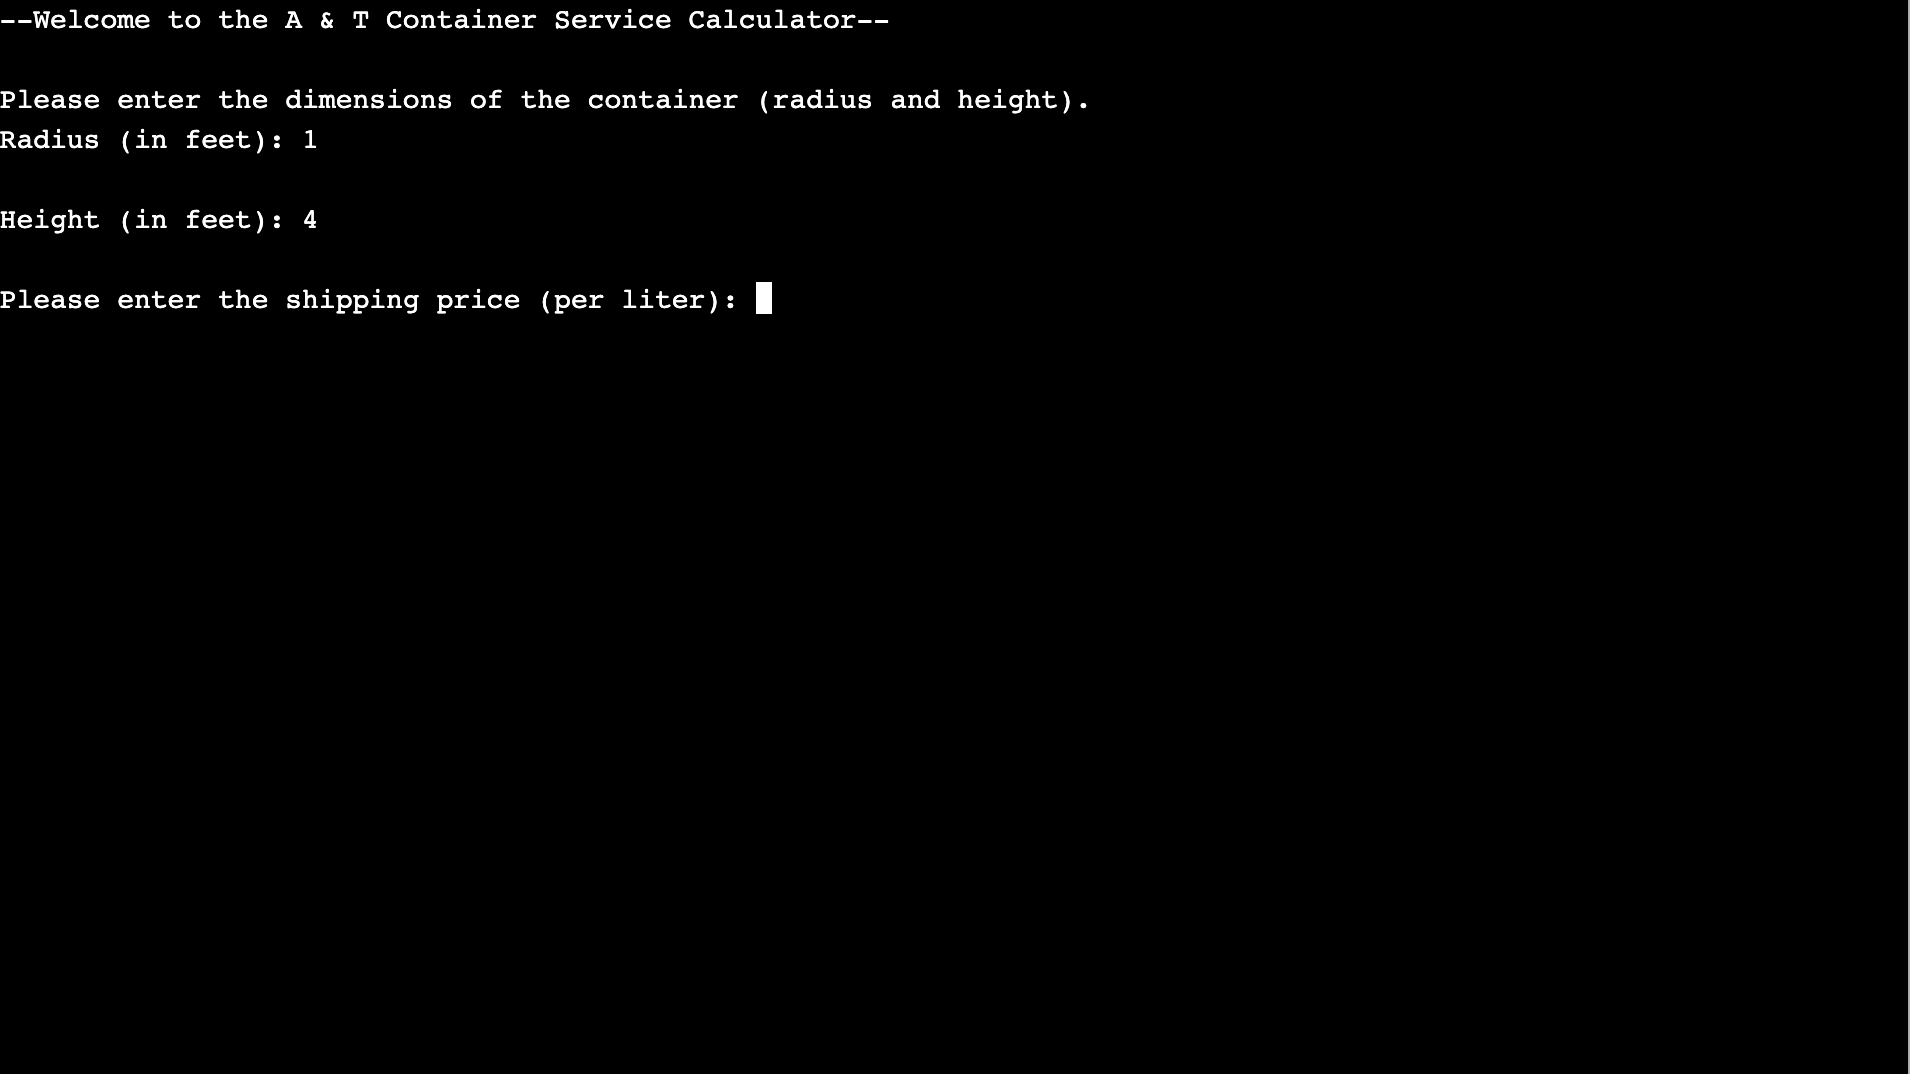 --Welcome to the A & T Container Service Calculator--
Please enter the dimensions of the container (radius and height).
Radius (in feet): 1
Height (in feet): 4
Please enter the shipping price (per liter):